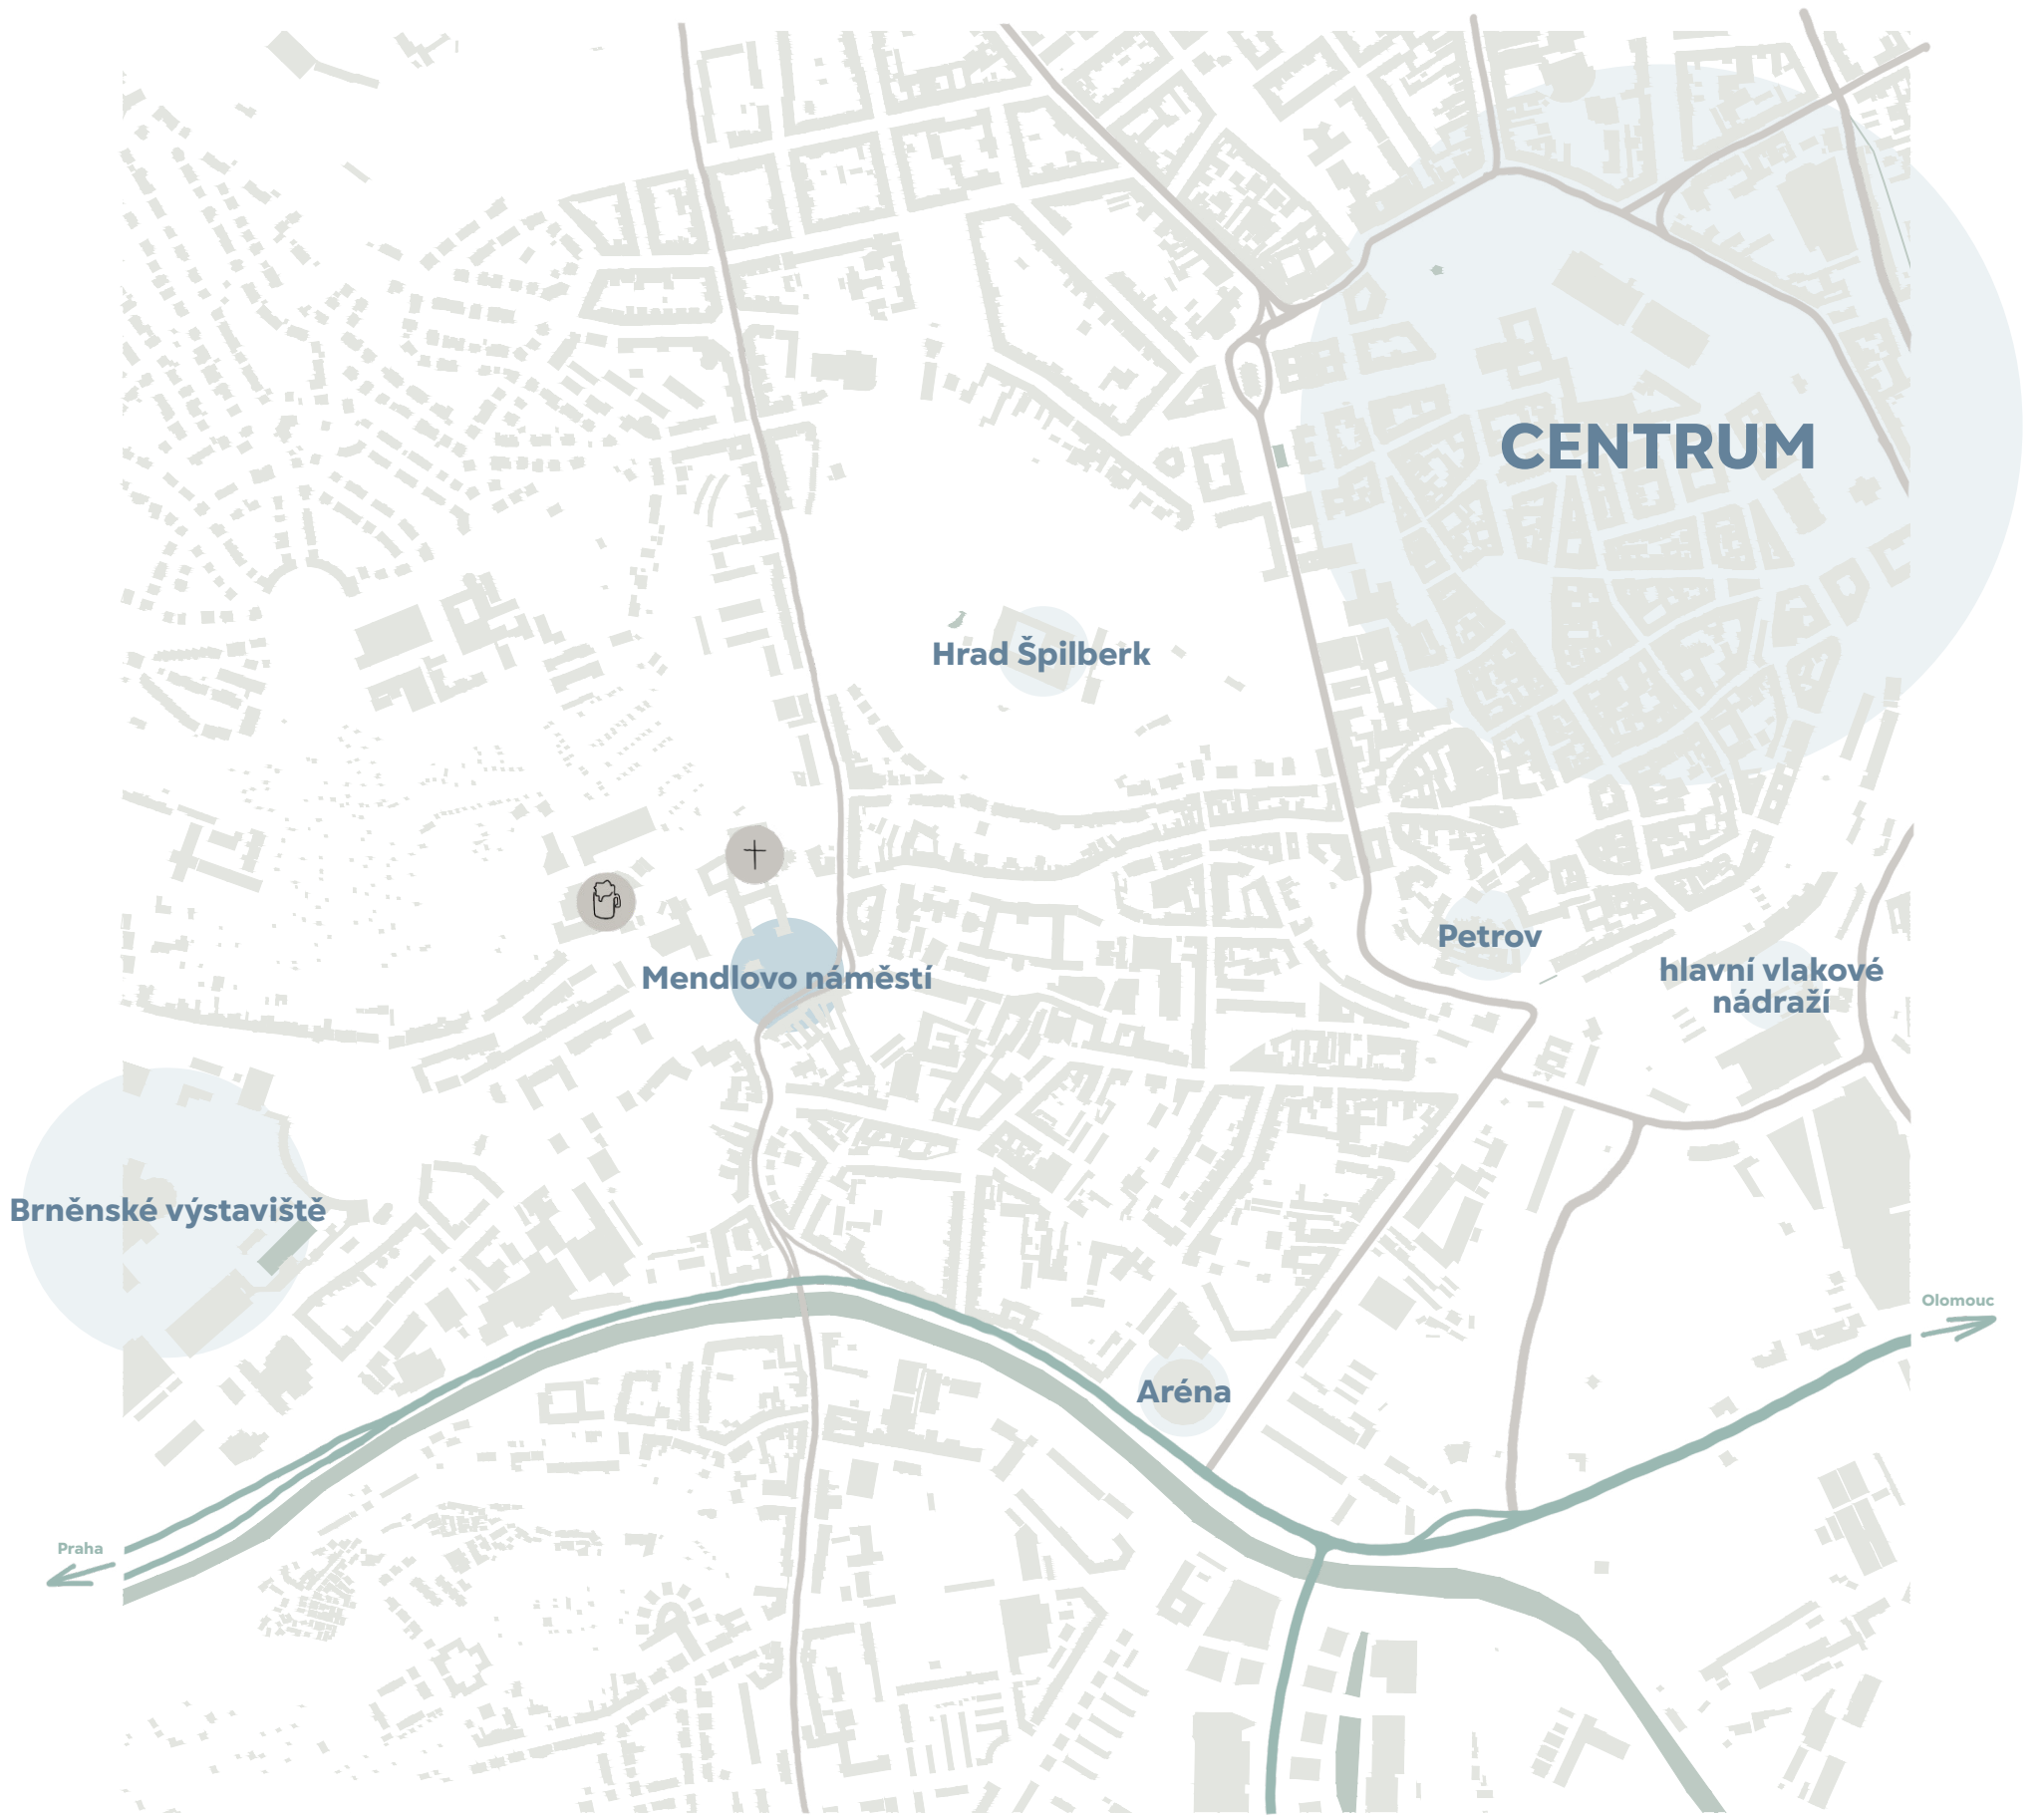 CENTRUM
Hrad Špilberk
Petrov
hlavní vlakové
nádraží
Mendlovo náměstí
Brněnské výstaviště
Olomouc
Aréna
Praha